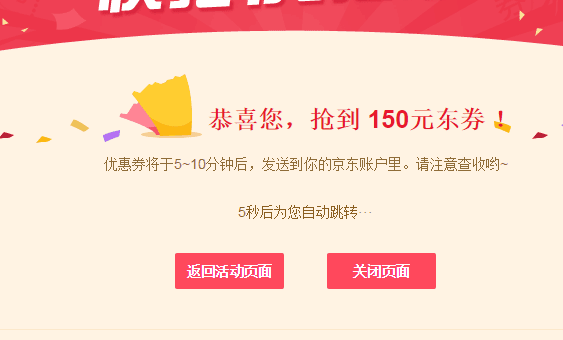 恭喜您，抢到 150元东券！
优惠券将于5~10分钟后，发送到你的京东账户里。请注意查收哟~
5秒后为您自动跳转···
返回活动页面
关闭页面